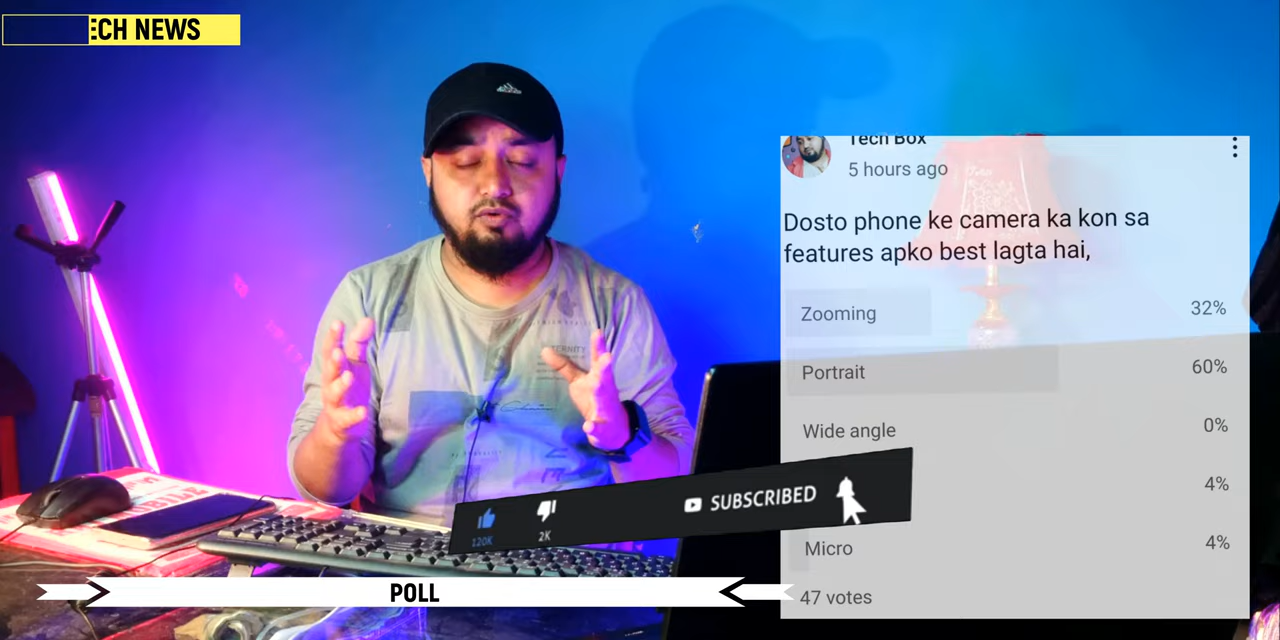 ECH NEWS
Tech Box
5 hours ago
Dosto phone ke camera ka kon sa
features apko best lagta hai,
Zooming 32%
Portrait 60%
Wide angle 0%
4%
Micro 4%
47 votes
120K
2K
SUBSCRIBED
POLL